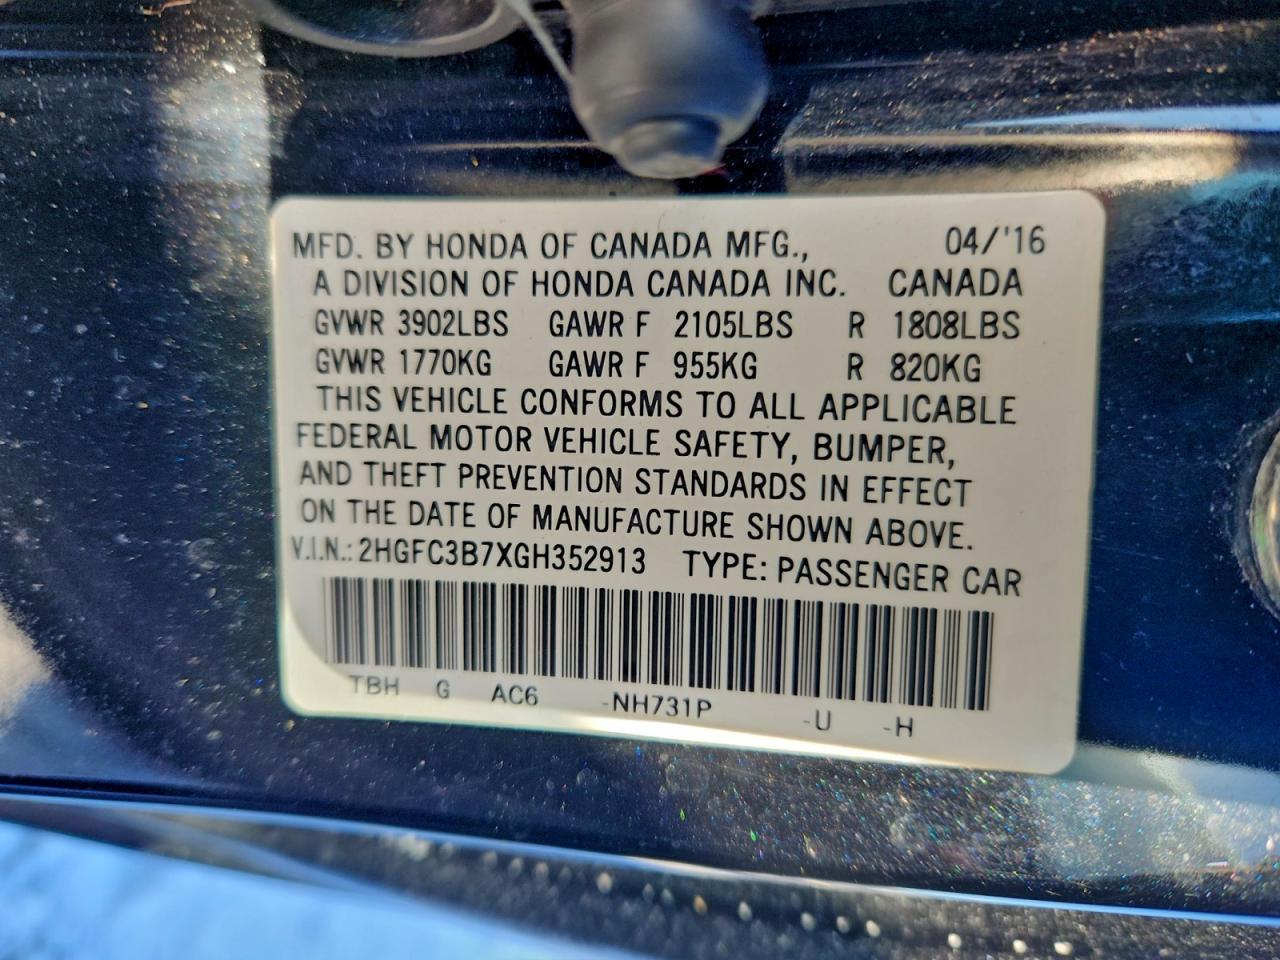 MFD. BY HONDA OF CANADA MFG., 04/'16
A DIVISION OF HONDA CANADA INC. CANADA
GVWR 3902LBS GAWR F 2105LBS R 1808LBS
GVWR 1770KG GAWR F 955KG R 820KG
THIS VEHICLE CONFORMS TO ALL APPLICABLE
FEDERAL MOTOR VEHICLE SAFETY, BUMPER,
AND THEFT PREVENTION STANDARDS IN EFFECT
ON THE DATE OF MANUFACTURE SHOWN ABOVE.
V.I.N.: 2HGFC3B7XGH352913 TYPE: PASSENGER CAR
TBH G AC6 -NH731P -U -H